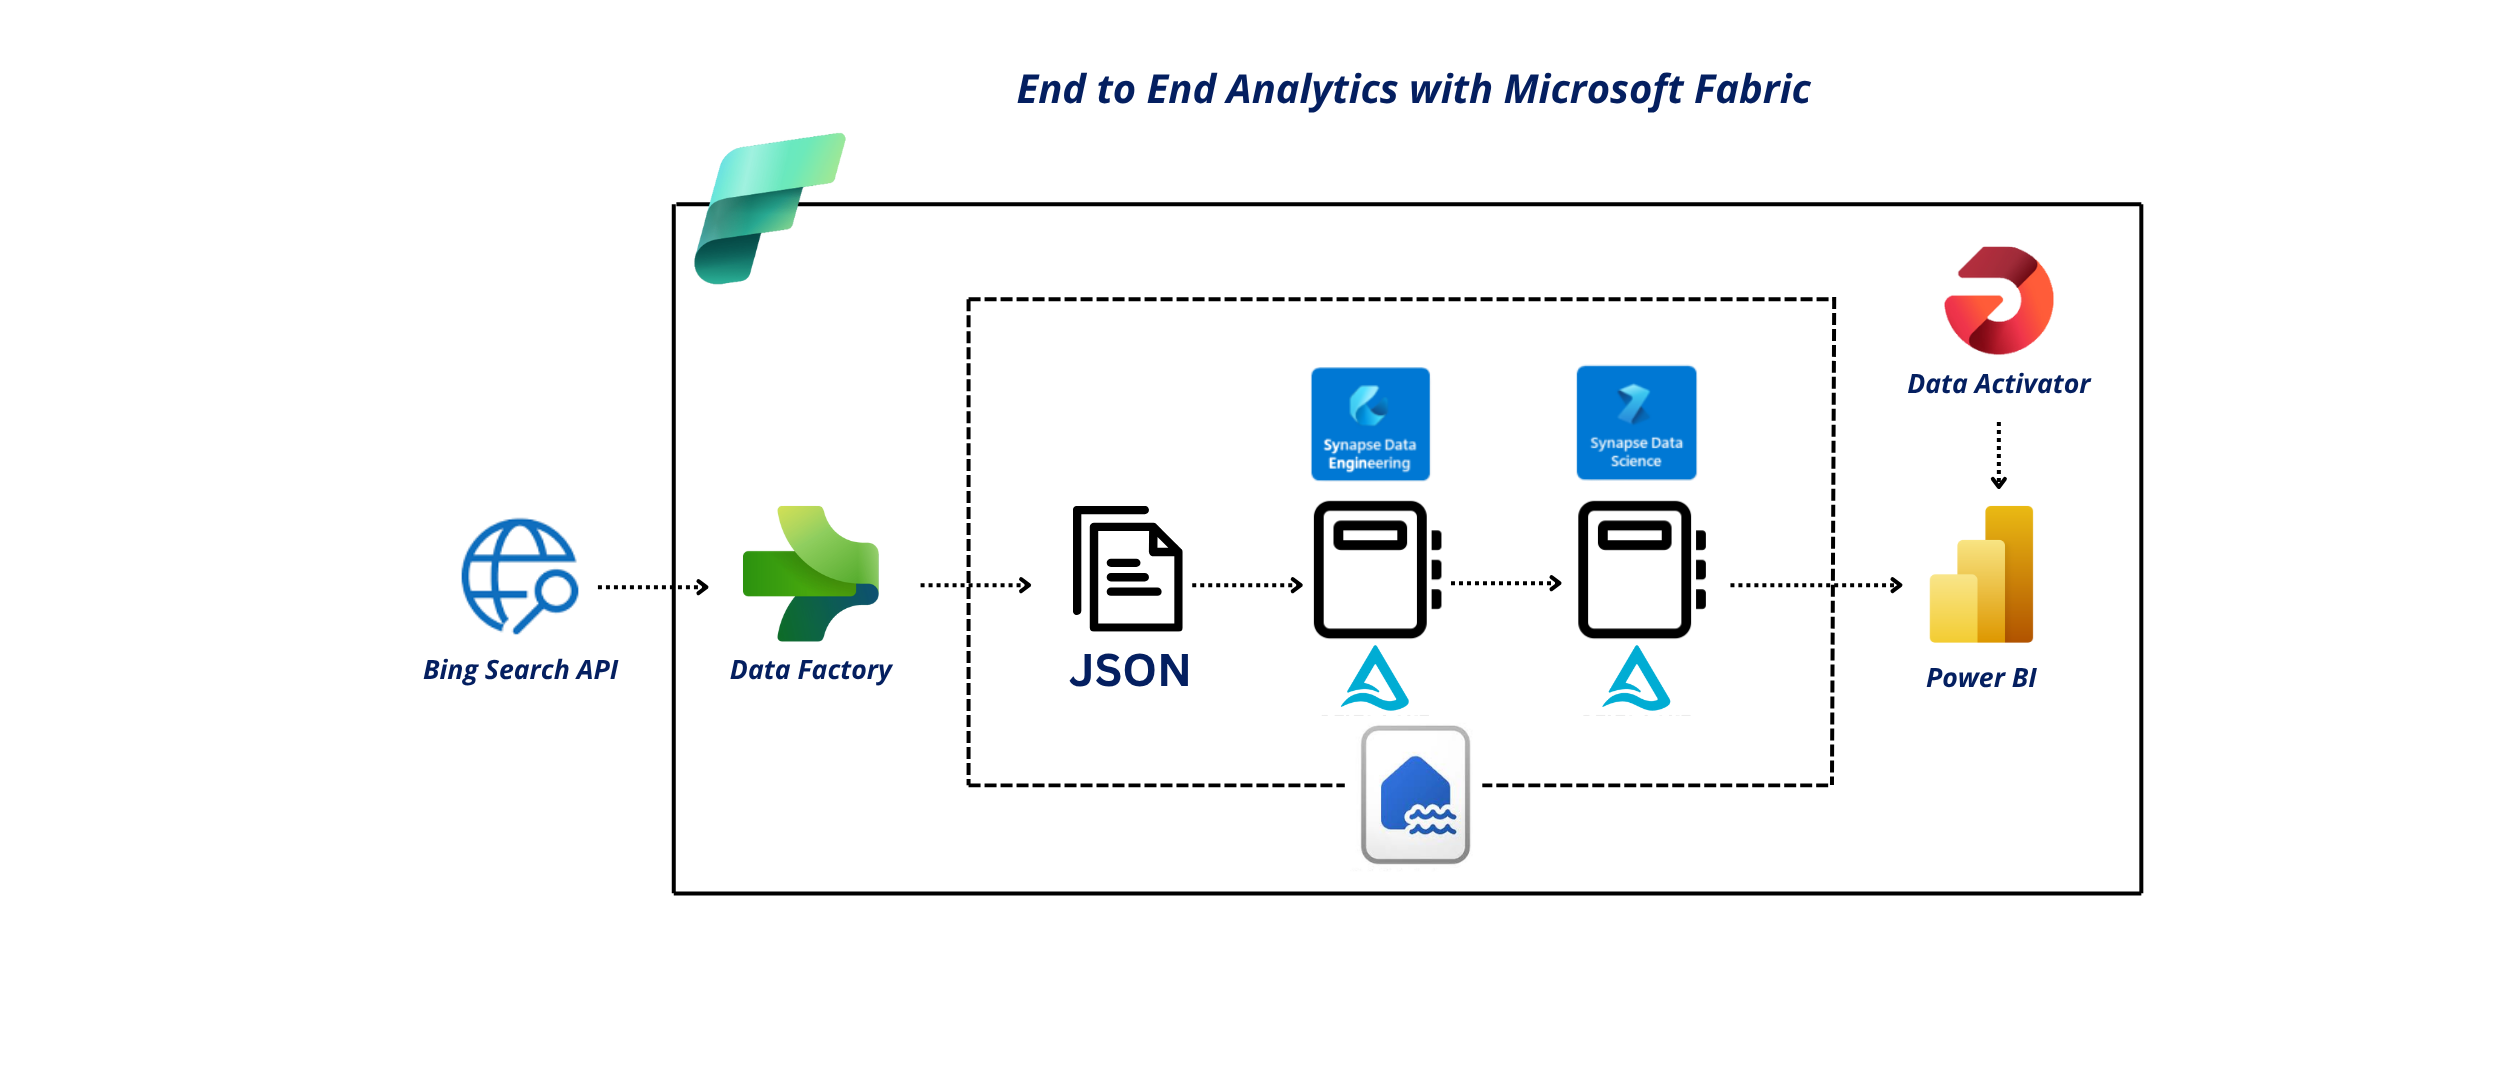 End to End Analytics with Microsoft Fabric
Data Activator
Synapse Data
Engineering
Synapse Data
Science
Bing Search API
Data Factory
JSON
Power BI